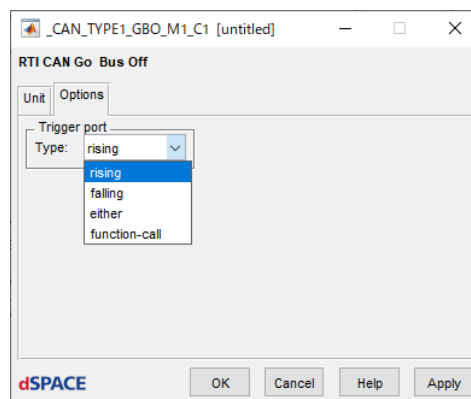 _CAN_TYPE1_GBO_M1_C1 [untitled]
RTI CAN Go Bus Off
Unit Options
Trigger port
Type: rising
rising
falling
either
function-call
dSPACE OK Cancel Help Apply